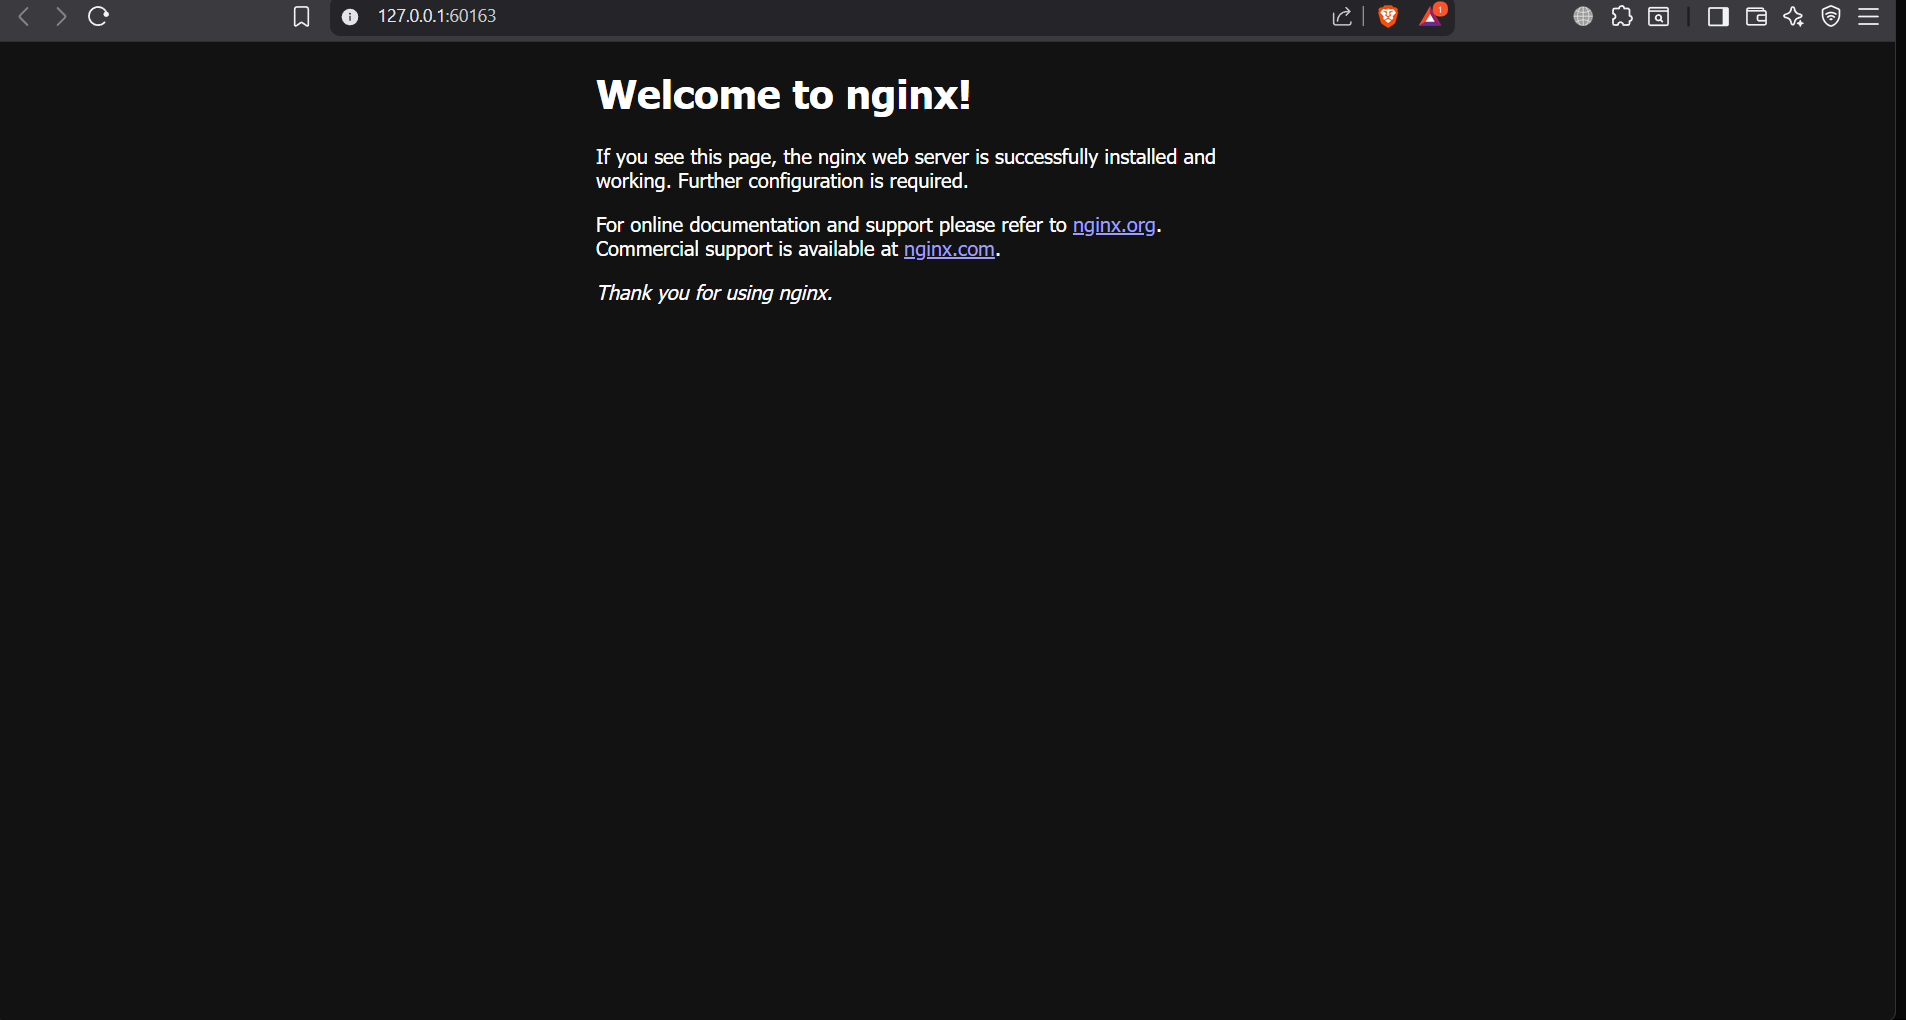 127.0.0.1:60163
1
Welcome to nginx!
If you see this page, the nginx web server is successfully installed and
working. Further configuration is required.
For online documentation and support please refer to nginx.org.
Commercial support is available at nginx.com.
Thank you for using nginx.